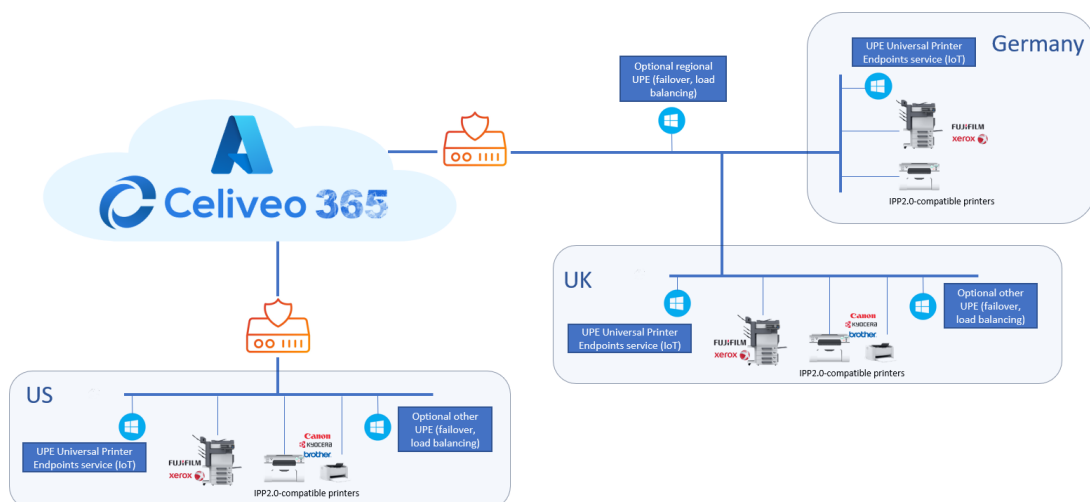 Germany
UPE Universal Printer
Endpoints service (IoT)
FUJIFILM
xerox
IPP2.0-compatible printers
Optional regional
UPE (failover, load
balancing)
Celiveo 365
UK
UPE Universal Printer
Endpoints service (IoT)
FUJIFILM
xerox
Canon
KYOCERA
brother
IPP2.0-compatible printers
Optional other
UPE (failover,
load balancing)
US
UPE Universal Printer
Endpoints service (IoT)
FUJIFILM
xerox
Canon
KYOCERA
brother
IPP2.0-compatible printers
Optional other
UPE (failover,
load balancing)